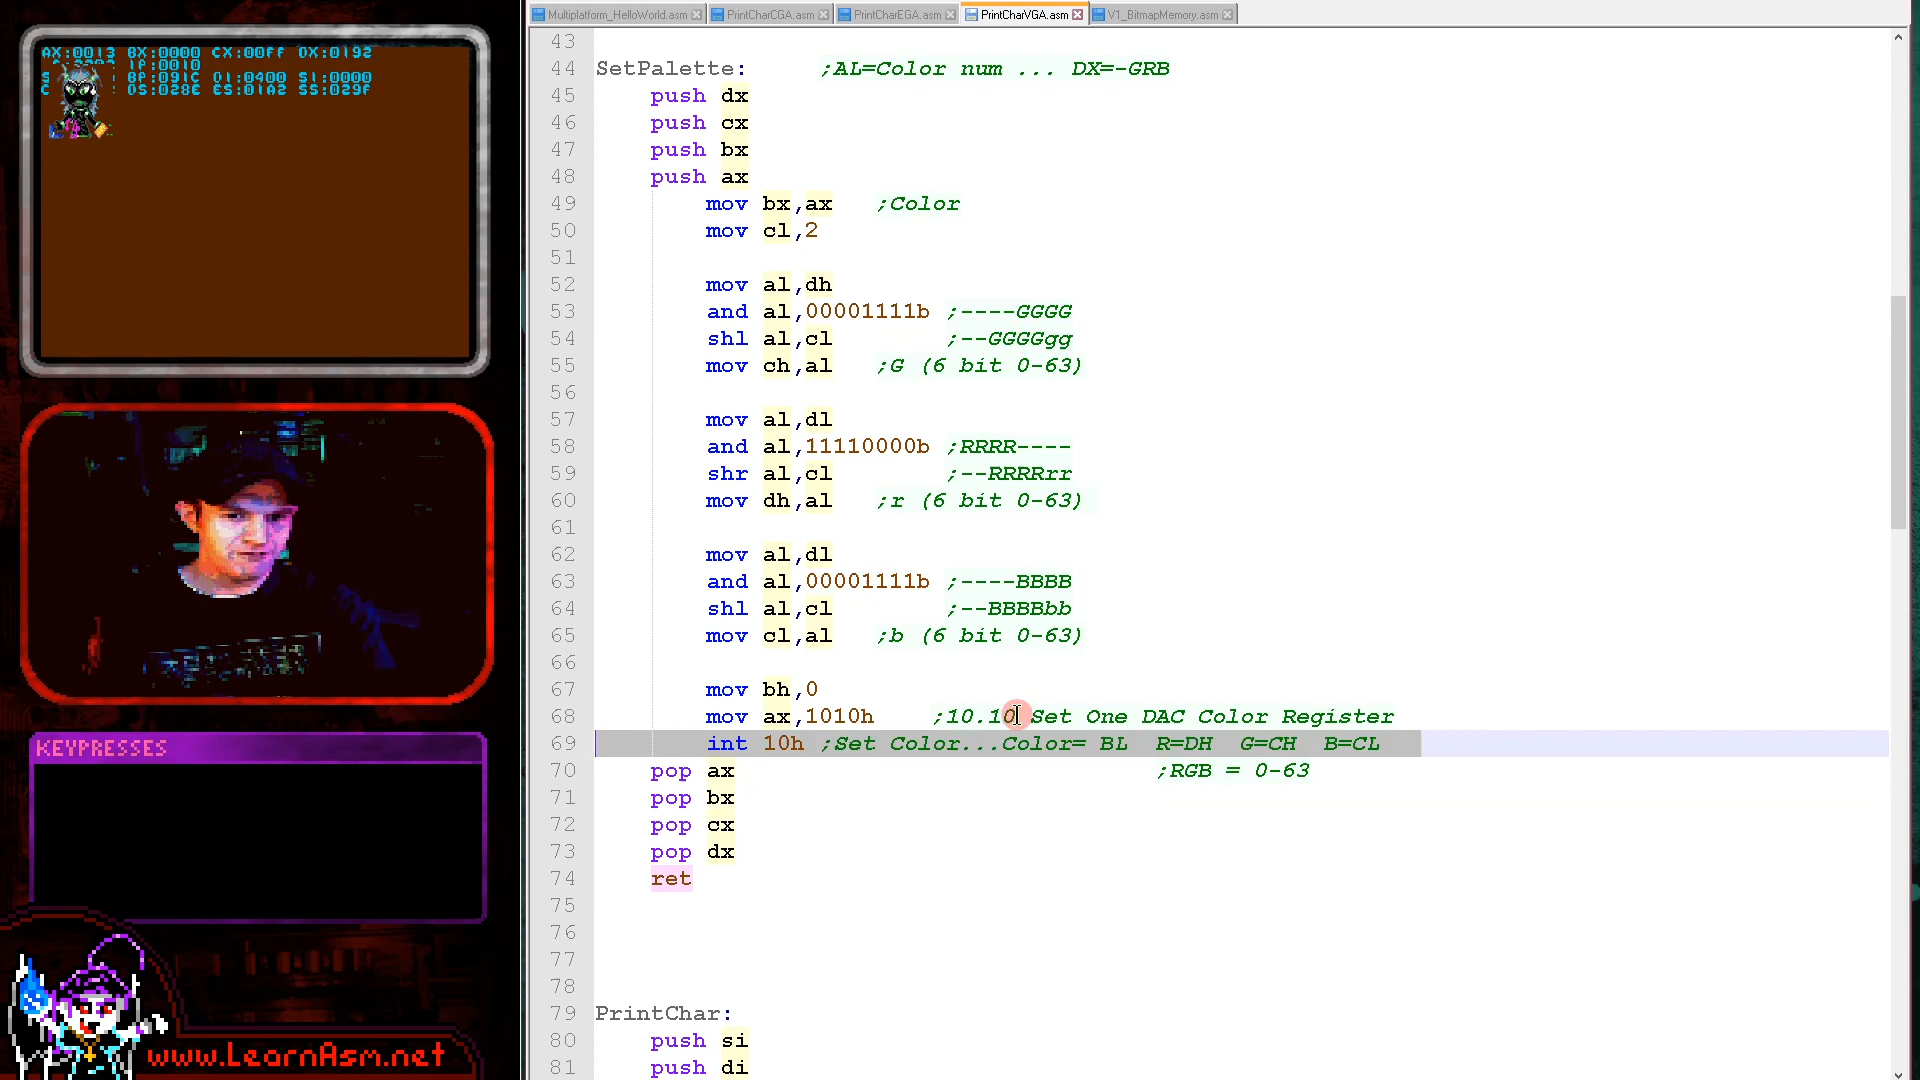 Multiplatform_HelloWorld.asm PrintCharCGA.asm PrintCharEGA.asm PrintCharVGA.asm V1_BitmapMemory.asm
AX:0013 BX:0000 CX:00FF DX:0192
IP:0010
BP:091C DI:0400 SI:0000
DS:028E ES:01A2 SS:029F
43
44 SetPalette: ;AL=Color num ... DX=-GRB
45 push dx
46 push cx
47 push bx
48 push ax
49 mov bx,ax ;Color
50 mov cl,2
51
52 mov al,dh
53 and al,00001111b ;----GGGG
54 shl al,cl ;--GGGGgg
55 mov ch,al ;G (6 bit 0-63)
56
57 mov al,dl
58 and al,11110000b ;RRRR----
59 shr al,cl ;--RRRRrr
60 mov dh,al ;r (6 bit 0-63)
61
62 mov al,dl
63 and al,00001111b ;----BBBB
64 shl al,cl ;--BBBBbb
65 mov cl,al ;b (6 bit 0-63)
66
67 mov bh,0
68 mov ax,1010h ;10.10 Set One DAC Color Register
69 int 10h ;Set Color...Color= BL R=DH G=CH B=CL
70 pop ax ;RGB = 0-63
71 pop bx
72 pop cx
73 pop dx
74 ret
75
76
77
78
79 PrintChar:
80 push si
81 push di
KEYPRESSES
www.LearnAsm.net